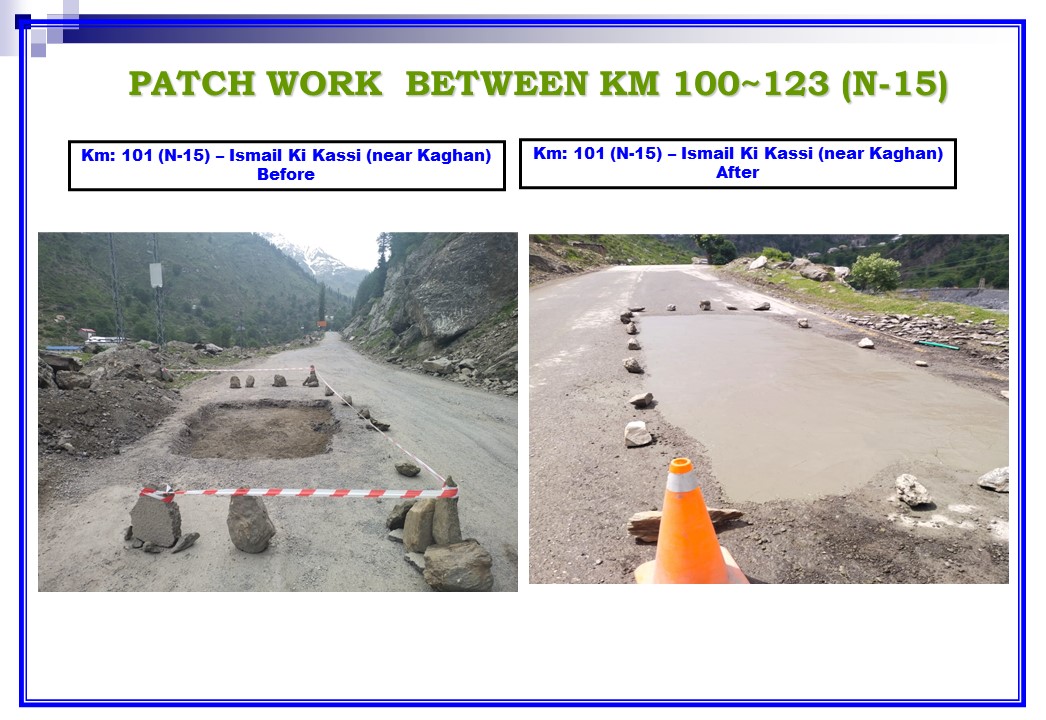 PATCH WORK  BETWEEN KM 100~123 (N-15)
Km: 101 (N-15) – Ismail Ki Kassi (near Kaghan)
Before
Km: 101 (N-15) – Ismail Ki Kassi (near Kaghan)
After